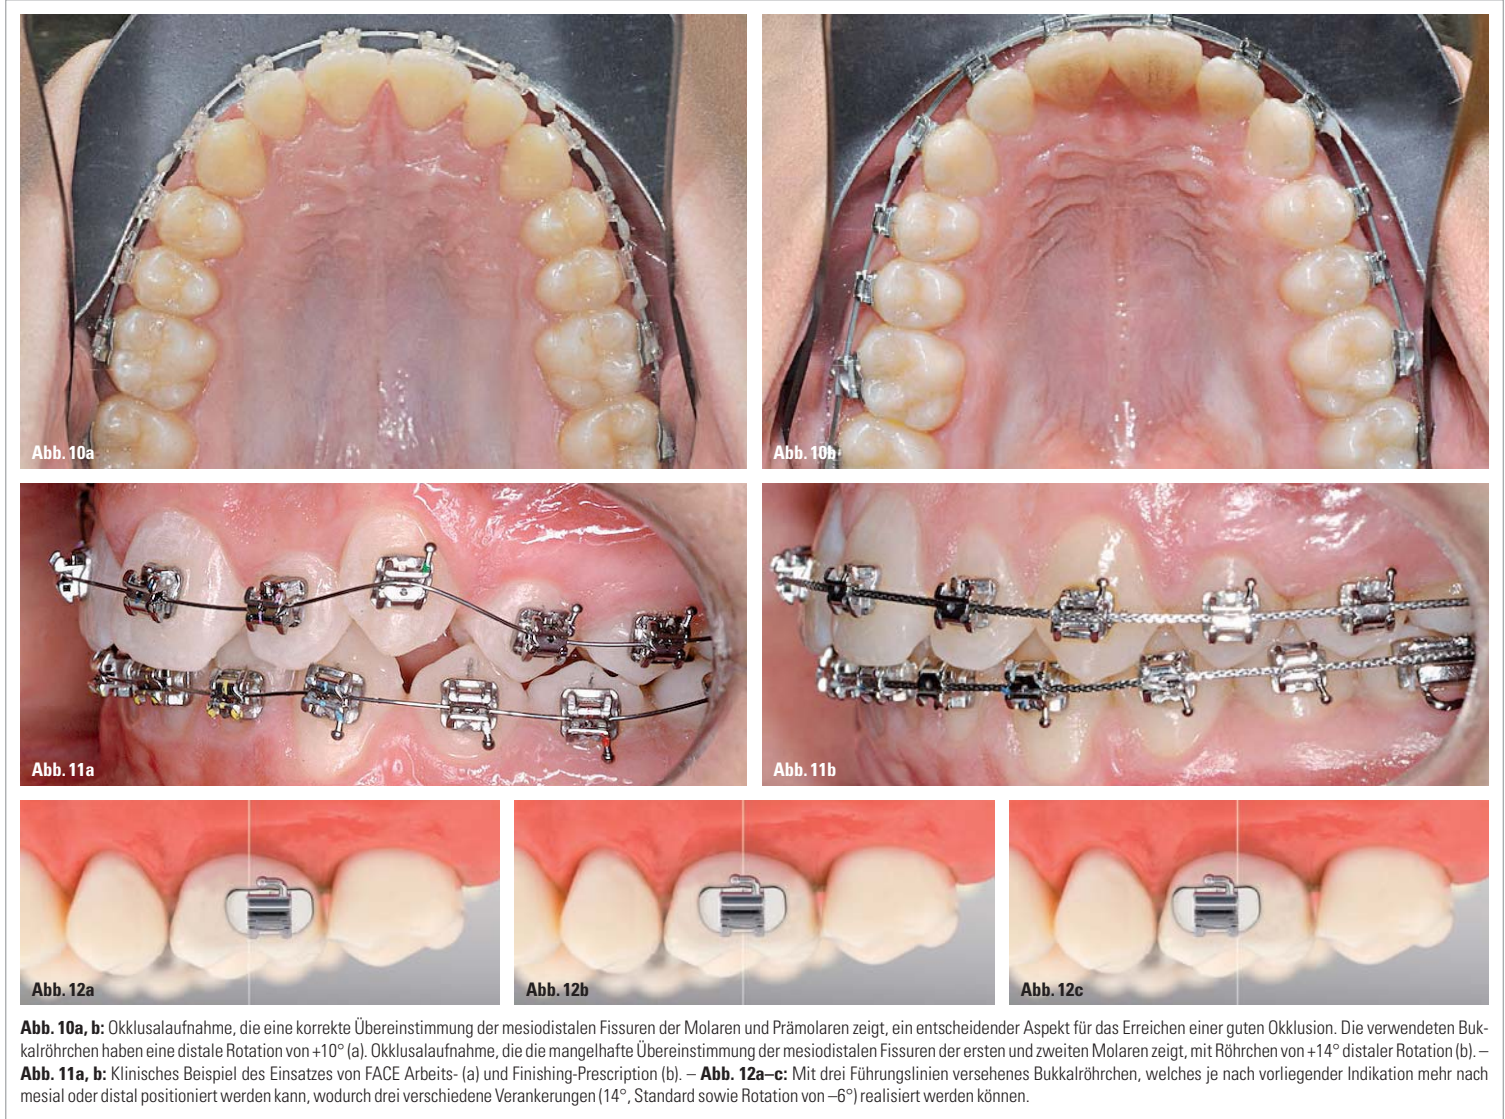 Abb. 10a
Abb. 10b
Abb. 11a
Abb. 11b
Abb. 12a
Abb. 12b
Abb. 12c
Abb. 10a, b: Okklusalaufnahme, die eine korrekte Übereinstimmung der mesiodistalen Fissuren der Molaren und Prämolaren zeigt, ein entscheidender Aspekt für das Erreichen einer guten Okklusion. Die verwendeten Buk-
kalröhrchen haben eine distale Rotation von +10° (a). Okklusalaufnahme, die die mangelhafte Übereinstimmung der mesiodistalen Fissuren der ersten und zweiten Molaren zeigt, mit Röhrchen von +14° distaler Rotation (b). –
Abb. 11a, b: Klinisches Beispiel des Einsatzes von FACE Arbeits- (a) und Finishing-Prescription (b). – Abb. 12a–c: Mit drei Führungslinien versehenes Bukkalröhrchen, welches je nach vorliegender Indikation mehr nach
mesial oder distal positioniert werden kann, wodurch drei verschiedene Verankerungen (14°, Standard sowie Rotation von –6°) realisiert werden können.